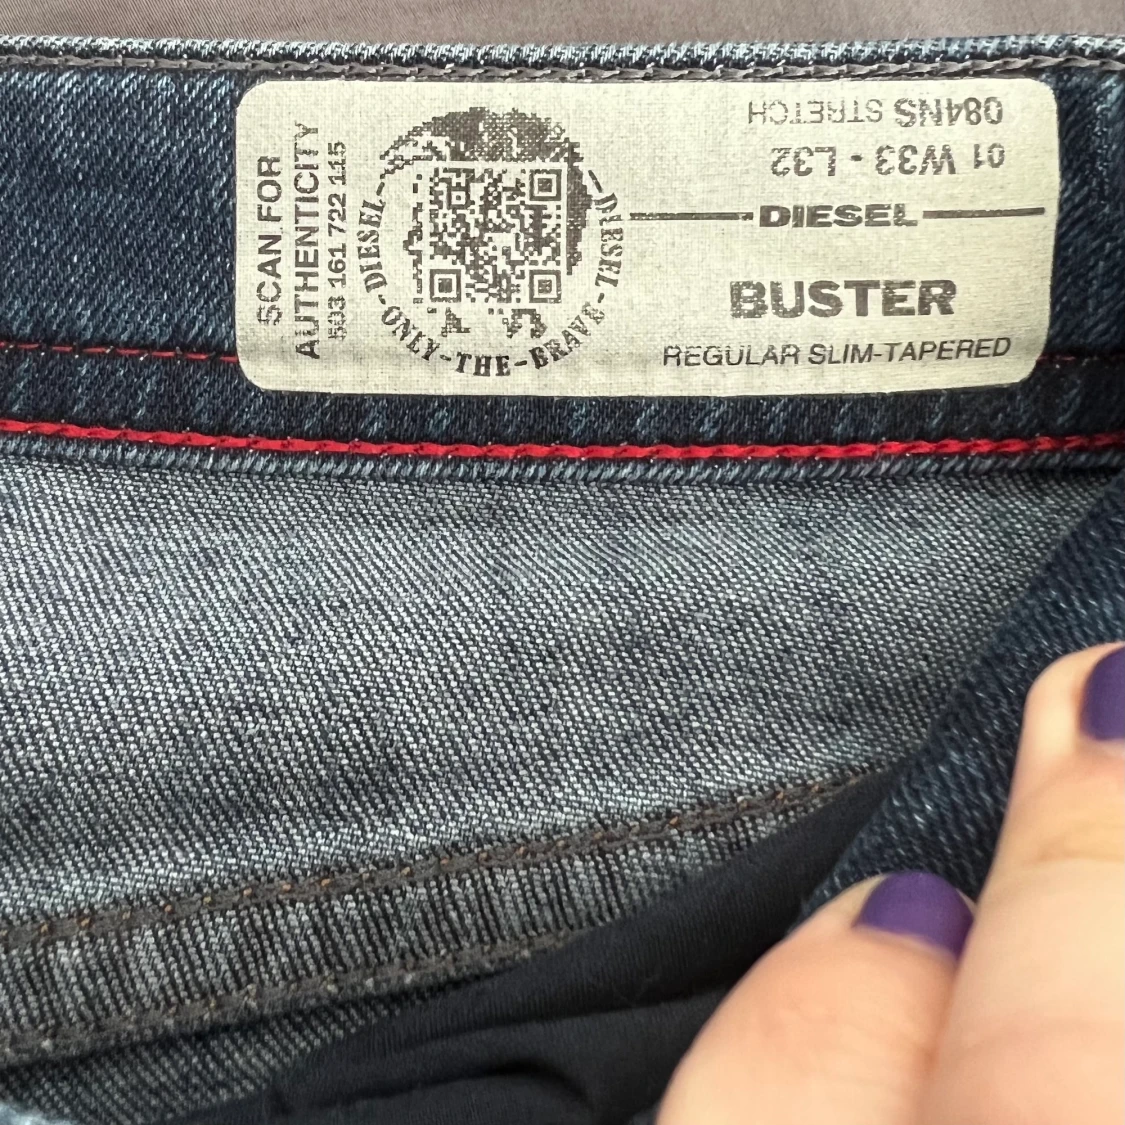 SCAN FOR
AUTHENTICITY
503 161 722 115
DIESEL-ONLY-THE-BRAVE-DIESEL
084NS STRETCH
01 W33 - L32
DIESEL
BUSTER
REGULAR SLIM-TAPERED